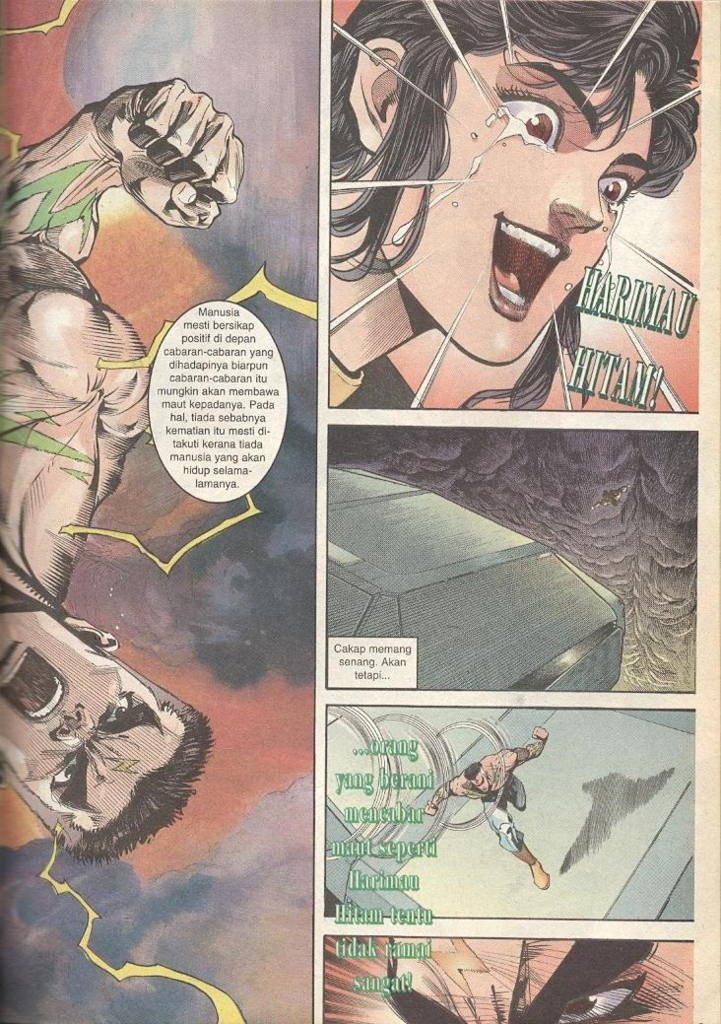 Manusia
mesti bersikap
positif di depan
cabaran-cabaran yang
dihadapinya biarpun
cabaran-cabaran itu
mungkin akan membawa
maut kepadanya. Pada
hal, tiada sebabnya
kematian itu mesti di-
takuti kerana tiada
manusia yang akan
hidup selama-
lamanya.
HARIMAU
HITAM!
Cakap memang
senang. Akan
tetapi...
...orang
yang berani
mencabar
maut seperti
Harimau
Hitam tentu
tidak ramai
sangat!